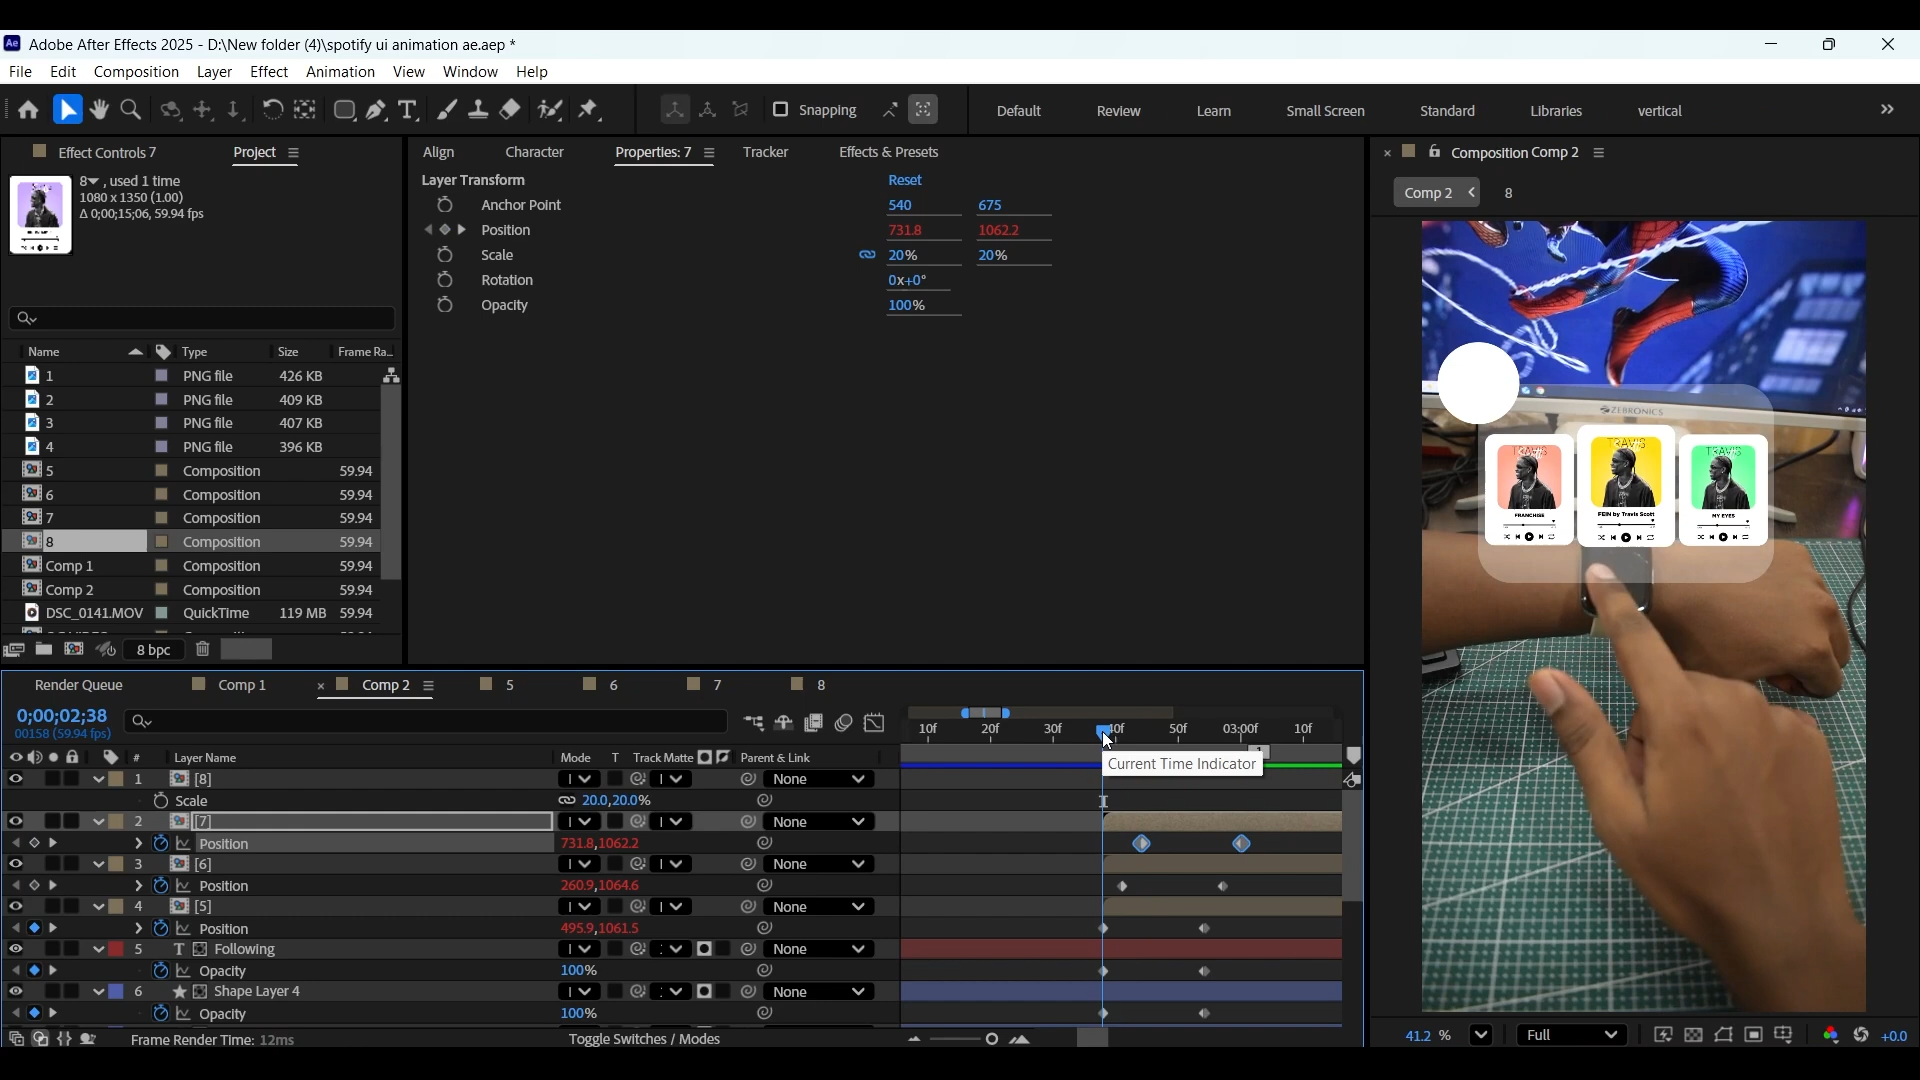 Adobe After Effects 2025 - D:\New folder (4)\spotify ui animation ae.aep *
File Edit Composition Layer Effect Animation View Window Help
Snapping Default Review Learn Small Screen Standard Libraries vertical
Effect Controls 7 Project
8, used 1 time
1080 x 1350 (1.00)
Δ 0;00;15;06, 59.94 fps
Name Type Size Frame Ra...
1 PNG file 426 KB
2 PNG file 409 KB
3 PNG file 407 KB
4 PNG file 396 KB
5 Composition 59.94
6 Composition 59.94
7 Composition 59.94
8 Composition 59.94
Comp 1 Composition 59.94
Comp 2 Composition 59.94
DSC_0141.MOV QuickTime 119 MB 59.94
8 bpc
Align Character Properties: 7 Tracker Effects & Presets
Layer Transform Reset
Anchor Point 540 675
Position 731.8 1062.2
Scale 20% 20%
Rotation 0x+0°
Opacity 100%
Composition Comp 2
Comp 2 8
ZEBRONICS
TRAVIS TRAVIS TRAVIS
FRANCHISE FEIN by Travis Scott MY EYES
41.2 % Full +0.0
Render Queue Comp 1 Comp 2 5 6 7 8
0;00;02;38
00158 (59.94 fps)
10f 20f 30f 40f 50f 03:00f 10f
# Layer Name Mode T Track Matte Parent & Link
Current Time Indicator
1 [8] None
Scale 20.0,20.0%
2 [7] None
Position 731.8,1062.2
3 [6] None
Position 260.9,1064.6
4 [5] None
Position 495.9,1061.5
5 T Following None
Opacity 100%
6 Shape Layer 4 None
Opacity 100%
Frame Render Time: 12ms Toggle Switches / Modes